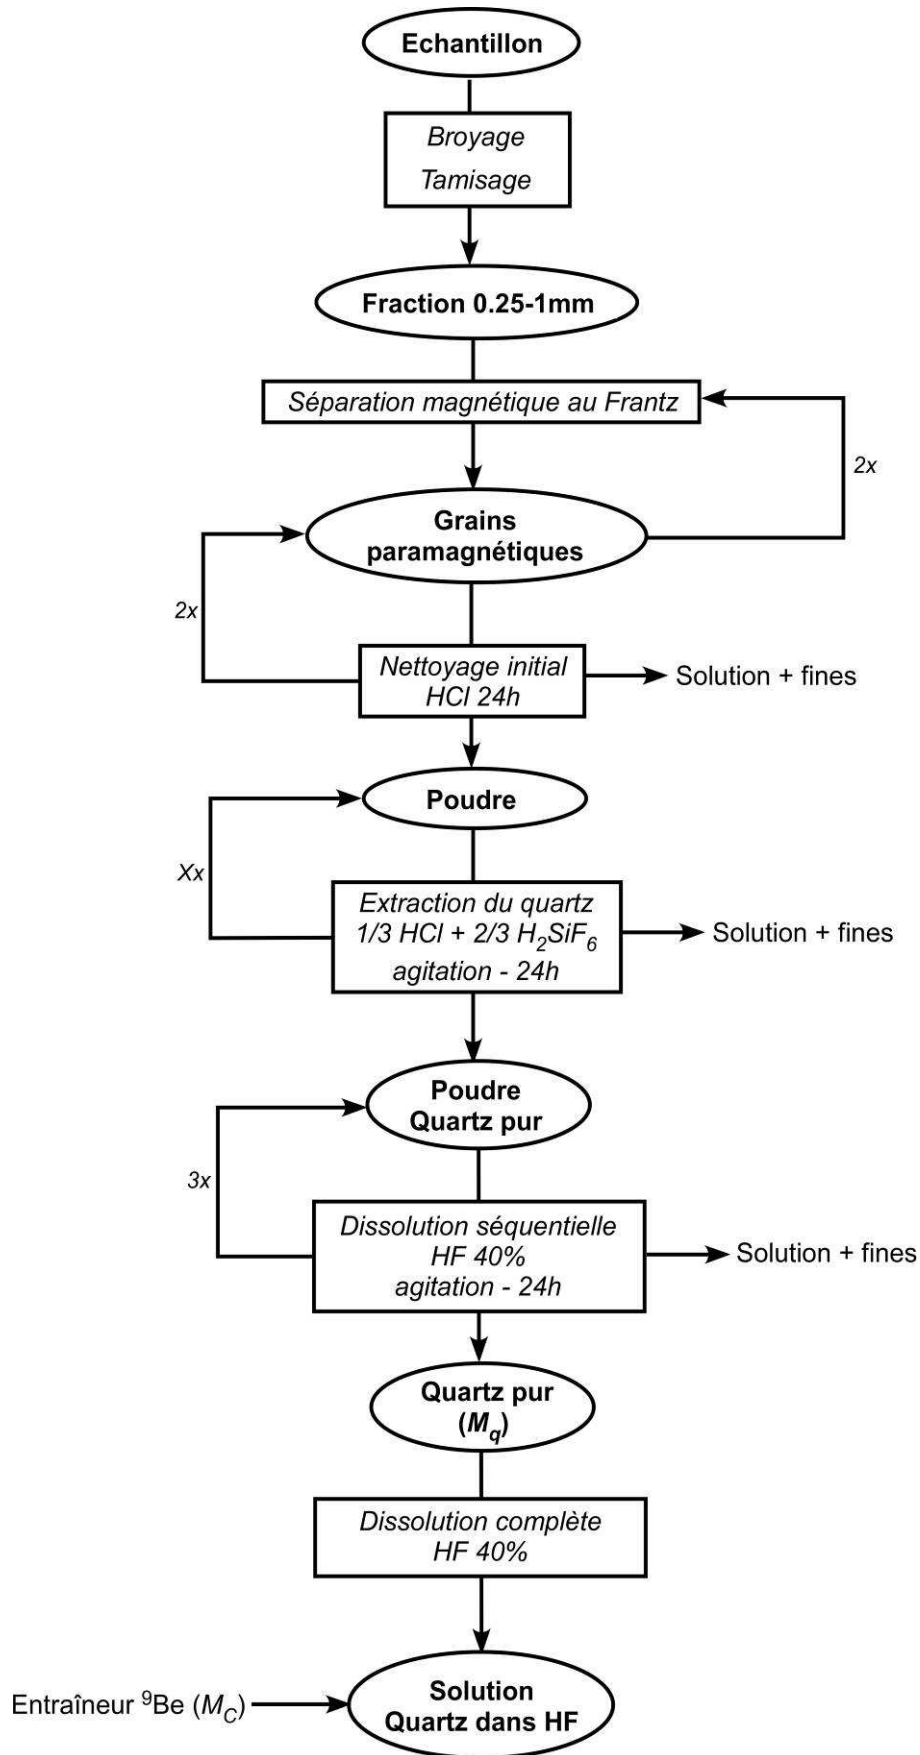 Echantillon
Broyage
Tamisage
Fraction 0.25-1mm
Séparation magnétique au Frantz
2x
Grains
paramagnétiques
2x
Nettoyage initial
HCl 24h
Solution + fines
Poudre
Xx
Extraction du quartz
1/3 HCl + 2/3 H₂SiF₆
agitation - 24h
Solution + fines
Poudre
Quartz pur
3x
Dissolution séquentielle
HF 40%
agitation - 24h
Solution + fines
Quartz pur
(M_q)
Dissolution complète
HF 40%
Entraîneur ⁹Be (M_C)
Solution
Quartz dans HF